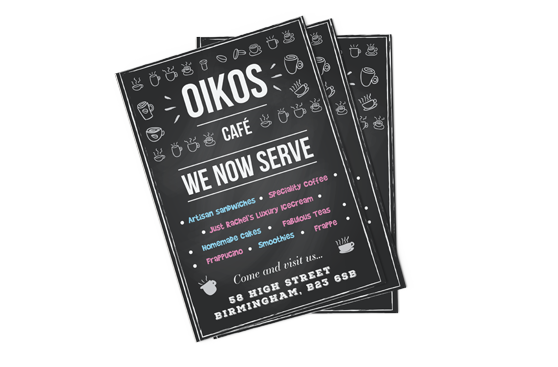 OIKOS
CAFÉ
WE NOW SERVE
• Artisan Sandwiches • Speciality Coffee •
• Just Rachel's Luxury Icecream •
• Homemade Cakes • Fabulous Teas •
• Frappucino • Smoothies • Frappe •
Come and visit us...
58 HIGH STREET
BIRMINGHAM, B23 6SB